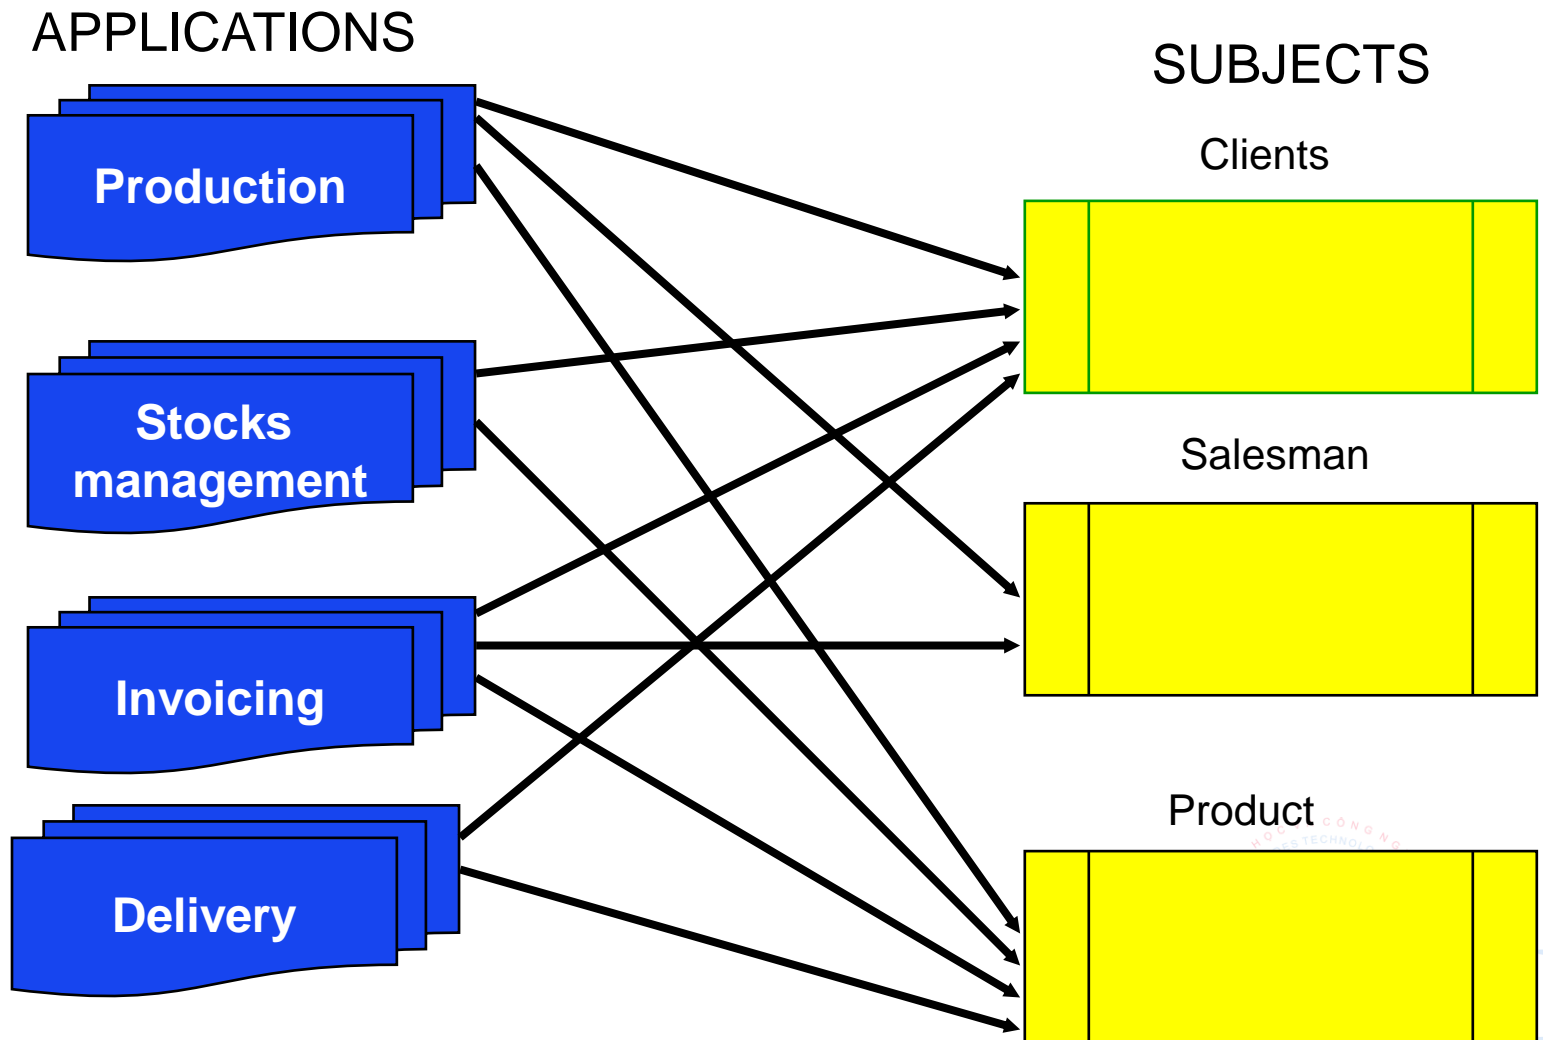 APPLICATIONS
SUBJECTS
Clients
Production
Stocks
management
Salesman
Invoicing
Product
Delivery